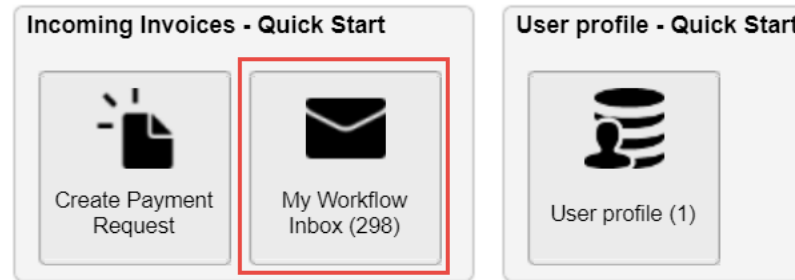 Incoming Invoices - Quick Start
Create Payment
Request
My Workflow
Inbox (298)
User profile - Quick Start
User profile (1)